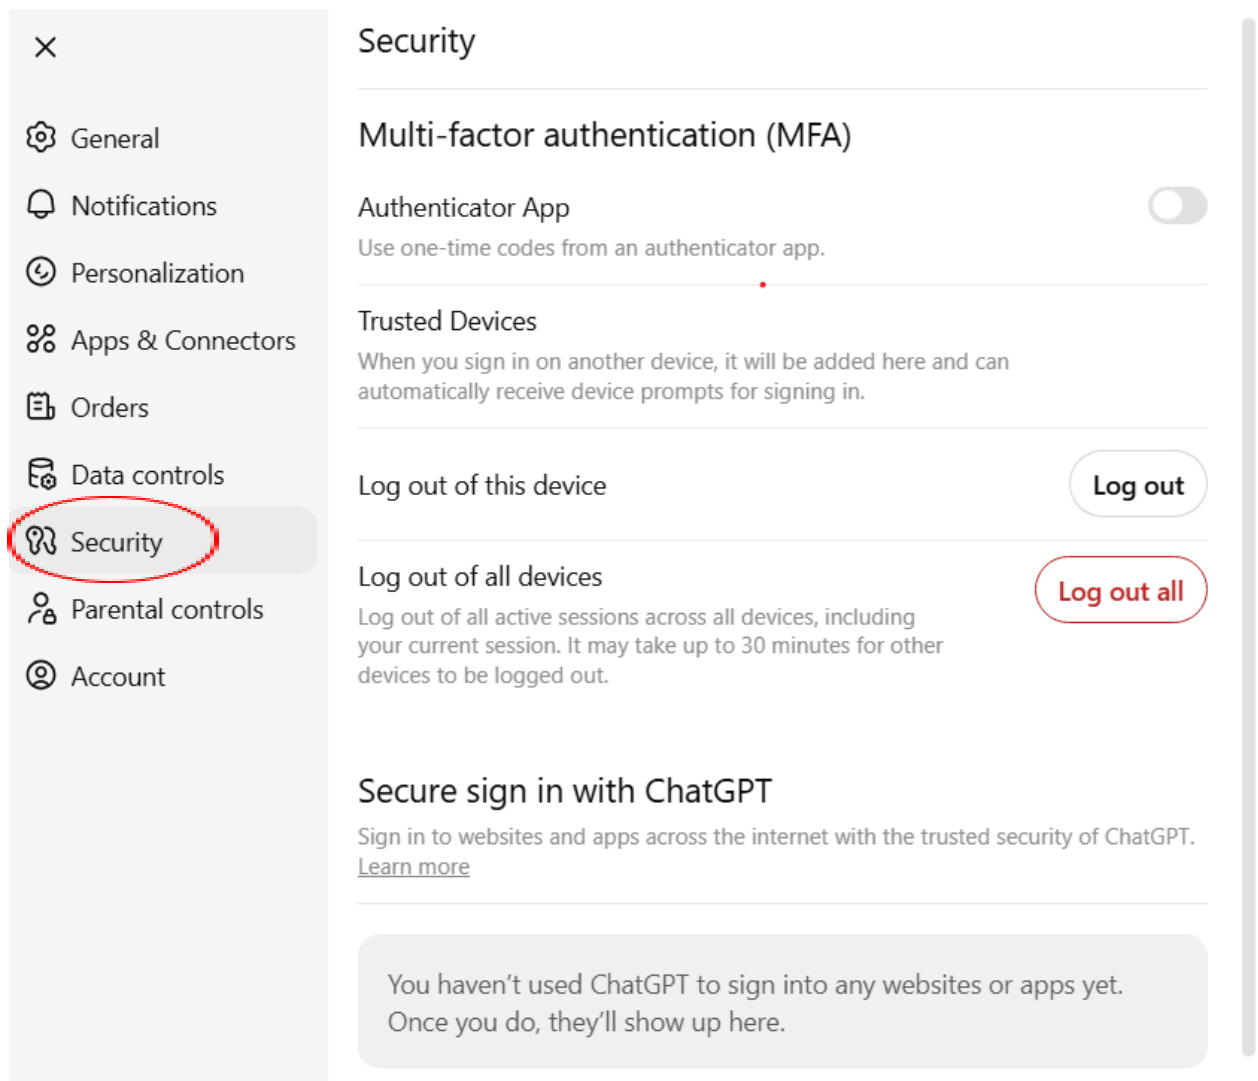 General
Notifications
Personalization
Apps & Connectors
Orders
Data controls
Security
Parental controls
Account
Security
Multi-factor authentication (MFA)
Authenticator App
Use one-time codes from an authenticator app.
Trusted Devices
When you sign in on another device, it will be added here and can
automatically receive device prompts for signing in.
Log out of this device
Log out
Log out of all devices
Log out of all active sessions across all devices, including
your current session. It may take up to 30 minutes for other
devices to be logged out.
Log out all
Secure sign in with ChatGPT
Sign in to websites and apps across the internet with the trusted security of ChatGPT.
Learn more
You haven’t used ChatGPT to sign into any websites or apps yet.
Once you do, they’ll show up here.